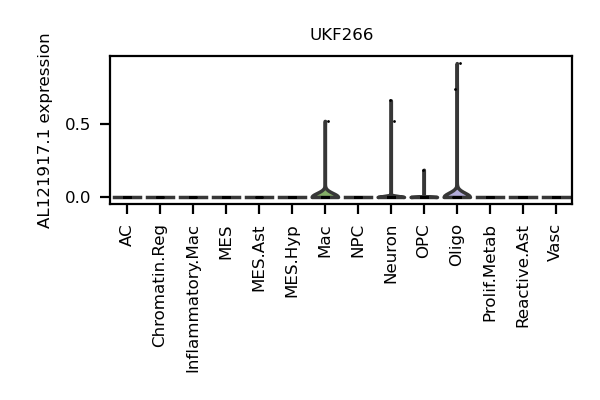 UKF266
AL121917.1 expression
0.5
0.0
AC
Chromatin.Reg
Inflammatory.Mac
MES
MES.Ast
MES.Hyp
Mac
NPC
Neuron
OPC
Oligo
Prolif.Metab
Reactive.Ast
Vasc